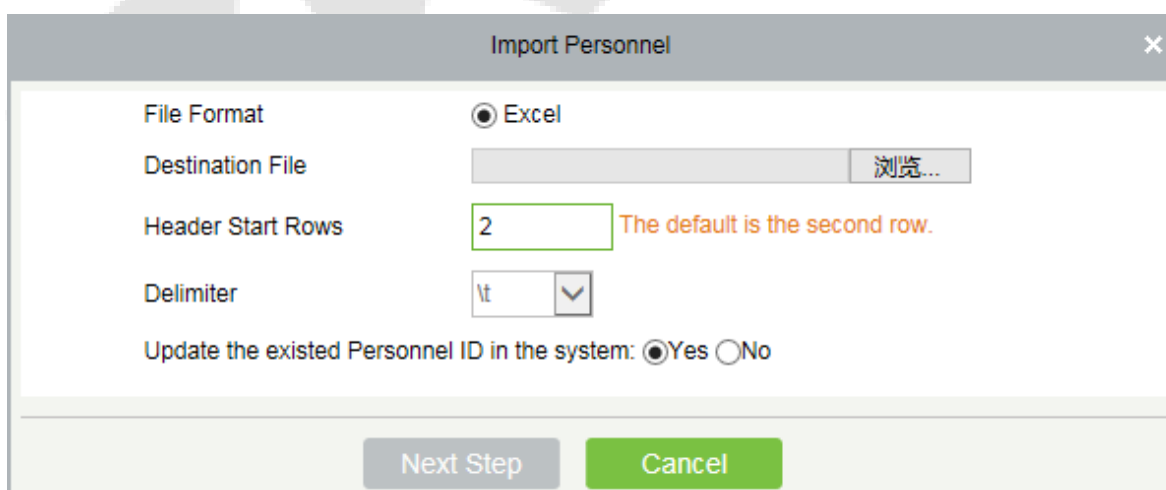 Import Personnel ×
File Format Excel
Destination File 浏览...
Header Start Rows 2 The default is the second row.
Delimiter \t
Update the existed Personnel ID in the system: Yes No
Next Step Cancel